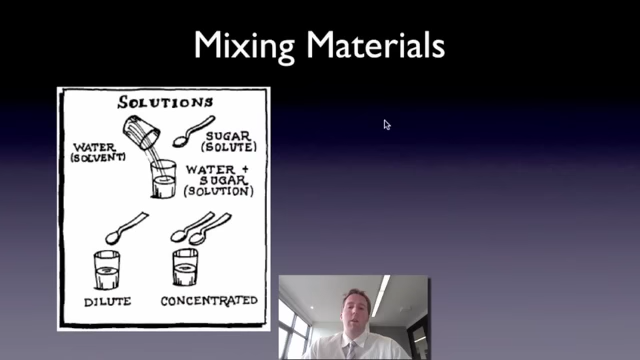 Mixing Materials
SOLUTIONS
WATER
(SOLVENT)
SUGAR
(SOLUTE)
WATER +
SUGAR
(SOLUTION)
DILUTE
CONCENTRATED